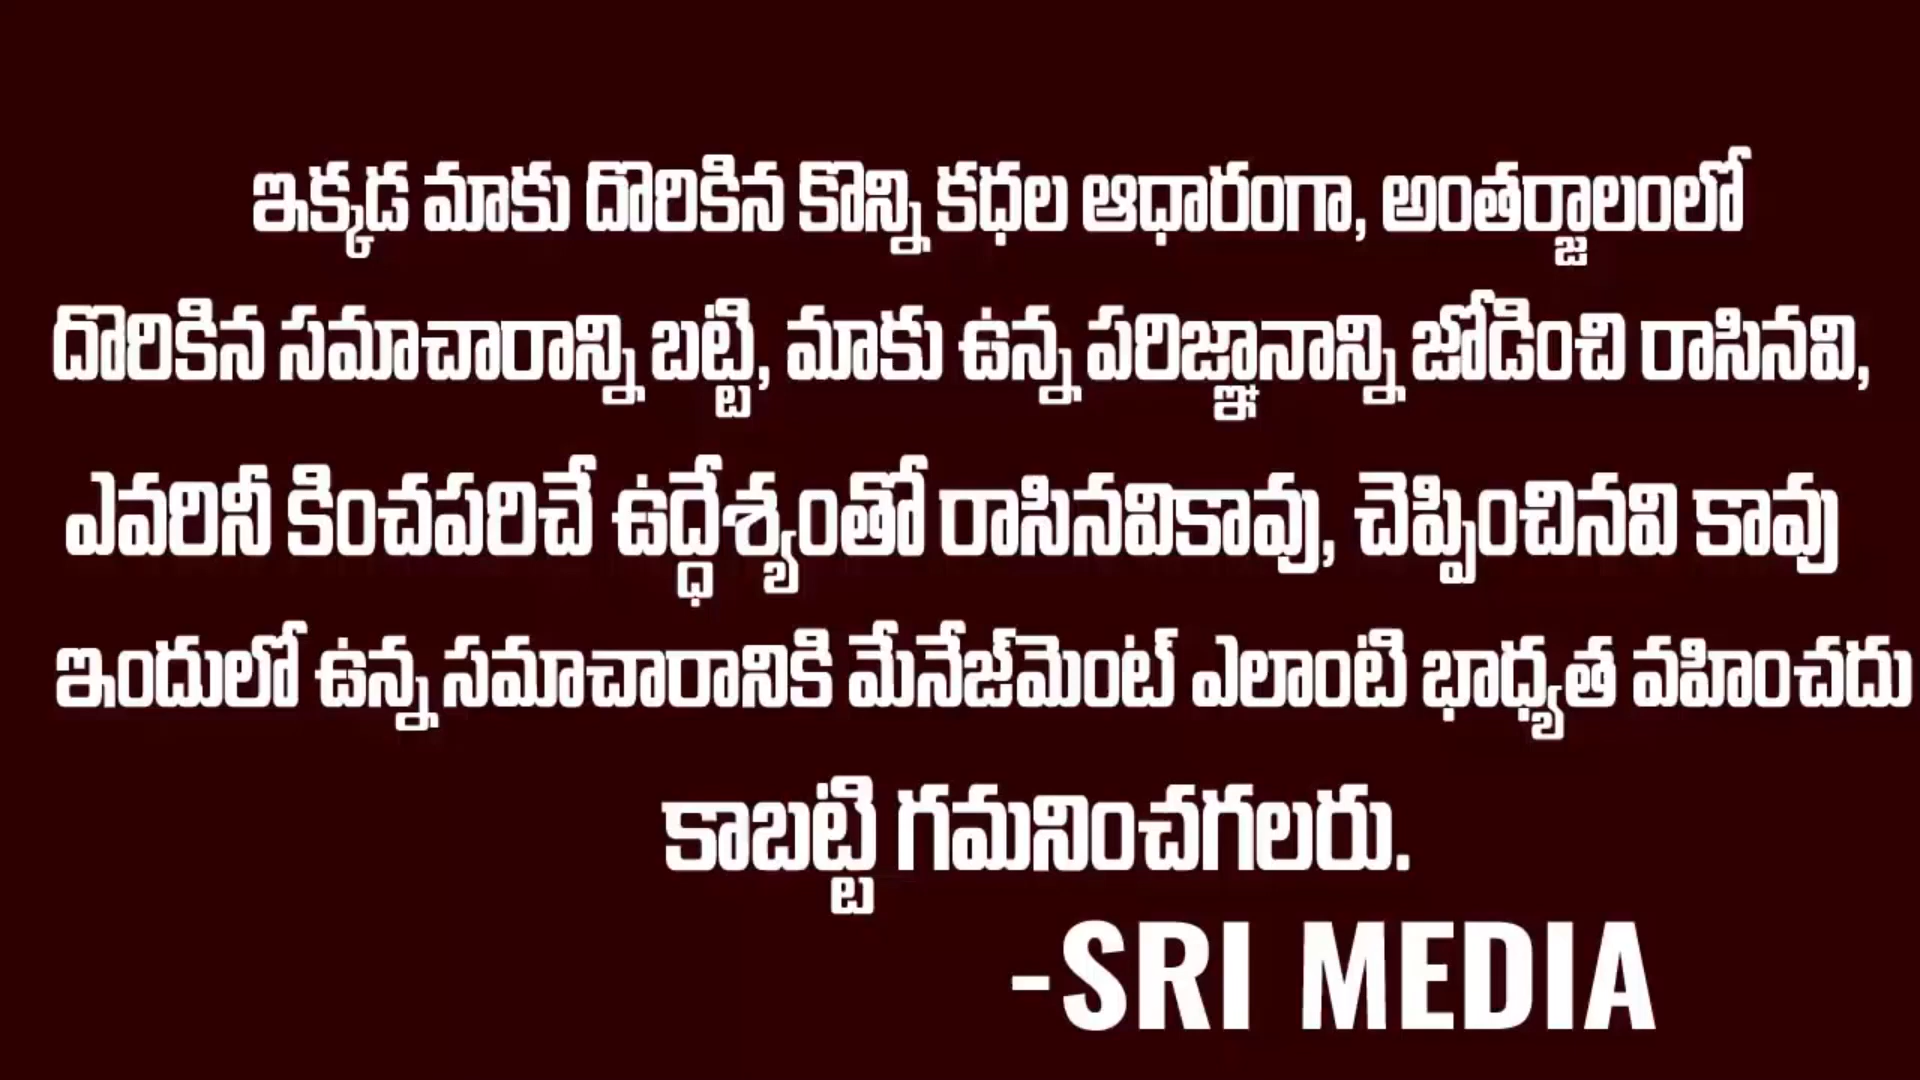 ఇక్కడ మాకు దొరికిన కొన్ని కధల ఆధారంగా, అంతర్జాలంలో
దొరికిన సమాచారాన్ని బట్టి, మాకు ఉన్న పరిజ్ఞానాన్ని జోడించి రాసినవి,
ఎవరినీ కించపరిచే ఉద్ధేశ్యంతో రాసినవికావు, చెప్పించినవి కావు
ఇందులో ఉన్న సమాచారానికి మేనేజ్‌మెంట్ ఎలాంటి భాధ్యత వహించదు
కాబట్టి గమనించగలరు.
-SRI MEDIA